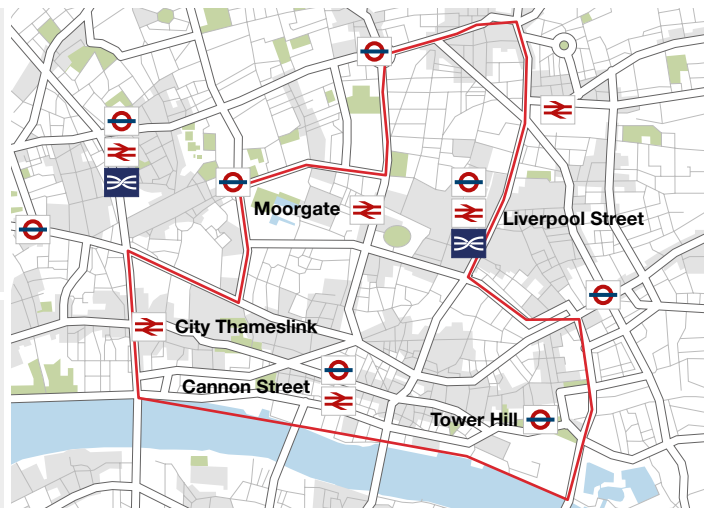 Moorgate
Liverpool Street
City Thameslink
Cannon Street
Tower Hill